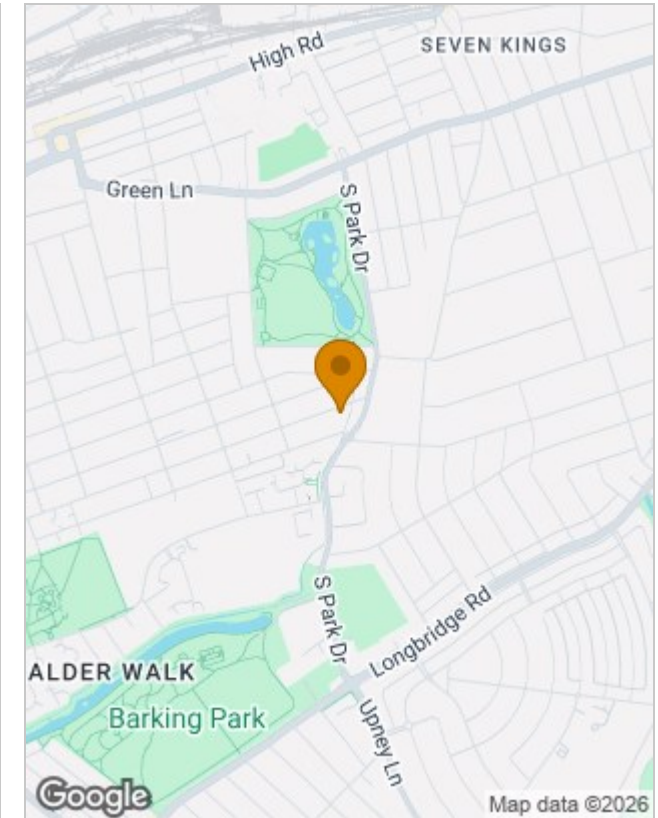 High Rd
SEVEN KINGS
Green Ln
S Park Dr
S Park Dr
Longbridge Rd
ALDER WALK
Barking Park
Upney Ln
Google
Map data ©2026